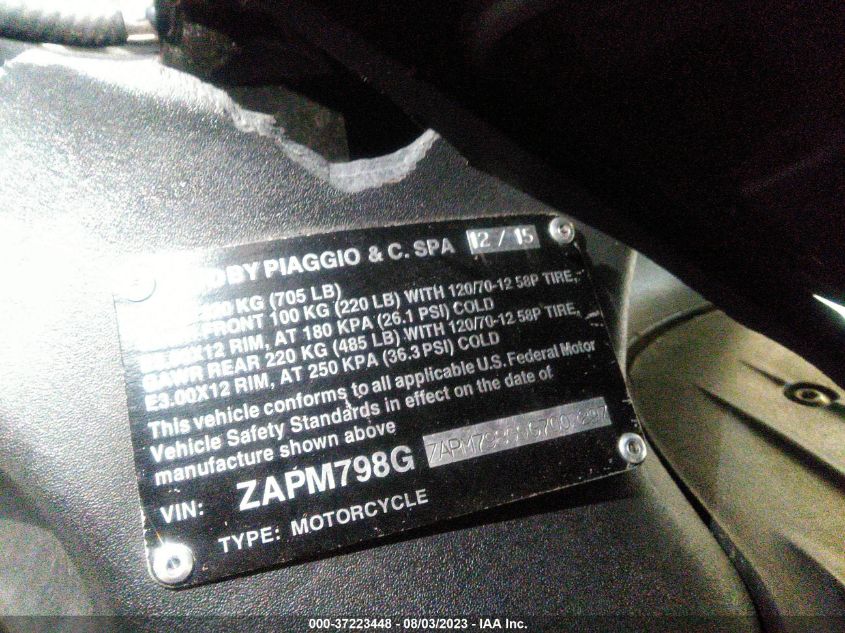 BY PIAGGIO & C. SPA 12 / 15
KG (705 LB)
FRONT 100 KG (220 LB) WITH 120/70-12 58P TIRE,
RIM, AT 180 KPA (26.1 PSI) COLD
GAWR REAR 220 KG (485 LB) WITH 120/70-12 58P TIRE,
E3.00X12 RIM, AT 250 KPA (36.3 PSI) COLD
This vehicle conforms to all applicable U.S. Federal Motor
Vehicle Safety Standards in effect on the date of
manufacture shown above
VIN: ZAPM798G
TYPE: MOTORCYCLE
000-37223448 - 08/03/2023 - IAA Inc.